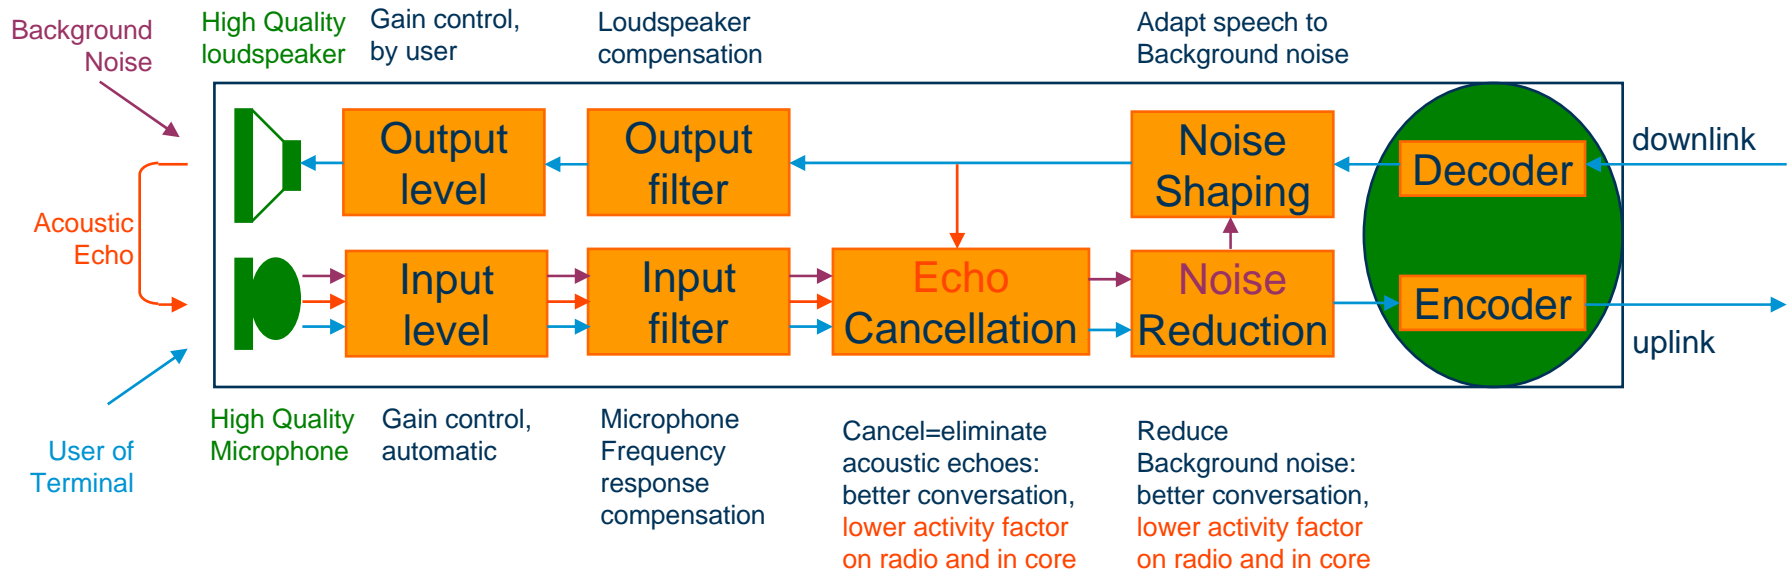 Background
Noise
High Quality
loudspeaker
Gain control,
by user
Loudspeaker
compensation
Adapt speech to
Background noise
Output
level
Output
filter
Noise
Shaping
Decoder
downlink
Acoustic
Echo
Input
level
Input
filter
Echo
Cancellation
Noise
Reduction
Encoder
uplink
User of
Terminal
High Quality
Microphone
Gain control,
automatic
Microphone
Frequency
response
compensation
Cancel=eliminate
acoustic echoes:
better conversation,
lower activity factor
on radio and in core
Reduce
Background noise:
better conversation,
lower activity factor
on radio and in core